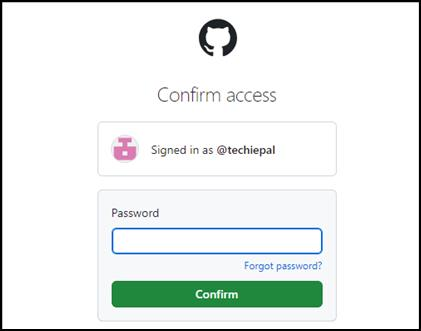 Confirm access
Signed in as @techiepal
Password
Forgot password?
Confirm